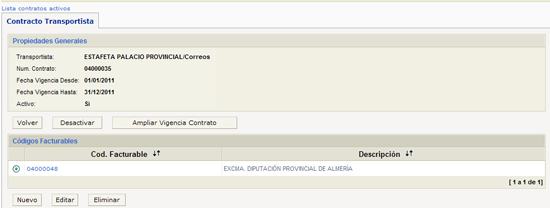 Lista contratos activos
Contracto Transportista
Propiedades Generales
Transportista: ESTAFETA PALACIO PROVINCIAL/Correos
Num. Contrato: 04000035
Fecha Vigencia Desde: 01/01/2011
Fecha Vigencia Hasta: 31/12/2011
Activo: Si
Volver Desactivar Ampliar Vigencia Contrato
Códigos Facturables
Cod. Facturable Descripción
04000046 EXCMA. DIPUTACIÓN PROVINCIAL DE ALMERÍA
[1 a 1 de 1]
Nuevo Editar Eliminar